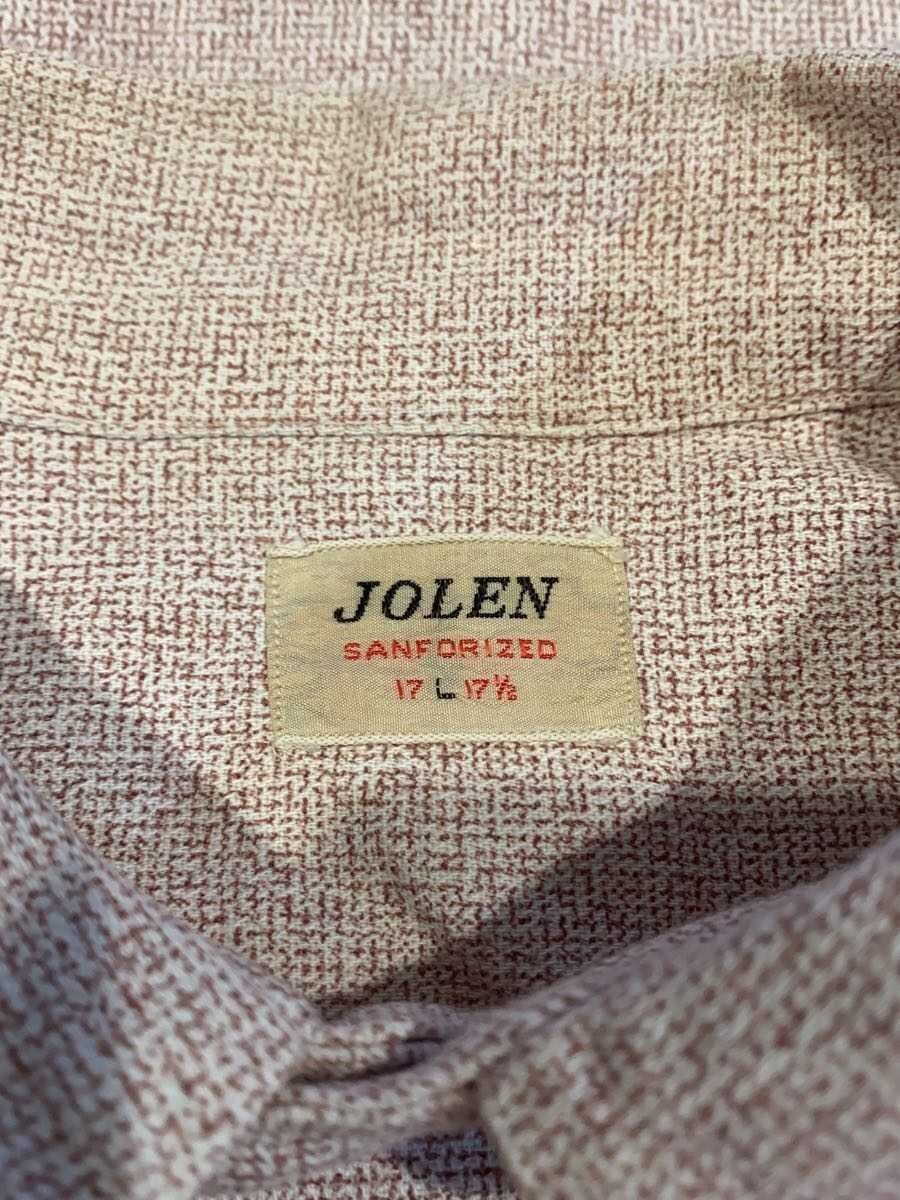 JOLEN
SANFORIZED
17 L 17½